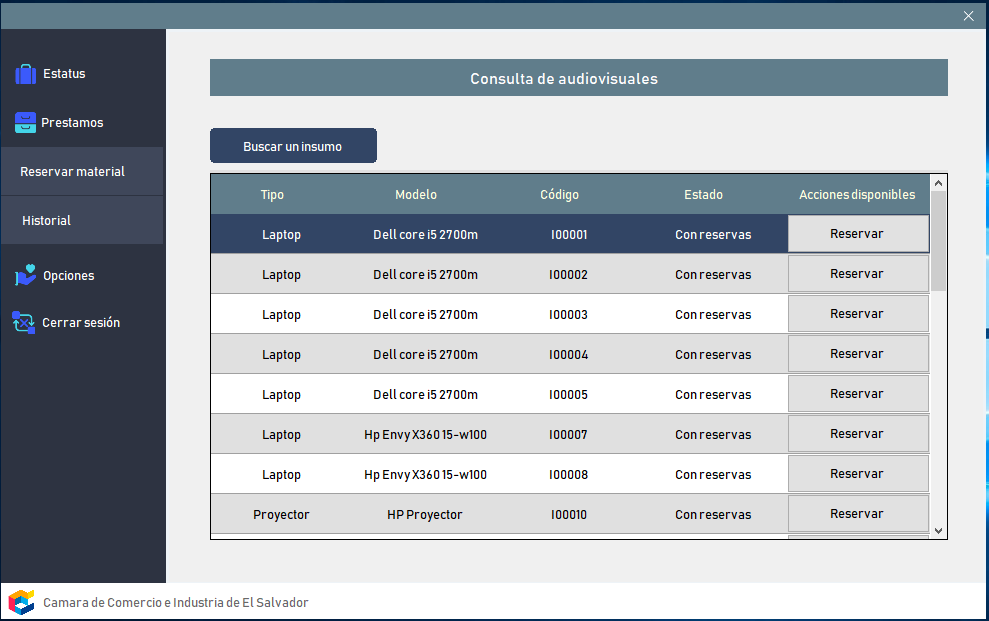 Estatus
Prestamos
Reservar material
Historial
Opciones
Cerrar sesión
Consulta de audiovisuales
Buscar un insumo
Tipo Modelo Código Estado Acciones disponibles
Laptop Dell core i5 2700m I00001 Con reservas Reservar
Laptop Dell core i5 2700m I00002 Con reservas Reservar
Laptop Dell core i5 2700m I00003 Con reservas Reservar
Laptop Dell core i5 2700m I00004 Con reservas Reservar
Laptop Dell core i5 2700m I00005 Con reservas Reservar
Laptop Hp Envy X360 15-w100 I00007 Con reservas Reservar
Laptop Hp Envy X360 15-w100 I00008 Con reservas Reservar
Proyector HP Proyector I00010 Con reservas Reservar
Camara de Comercio e Industria de El Salvador